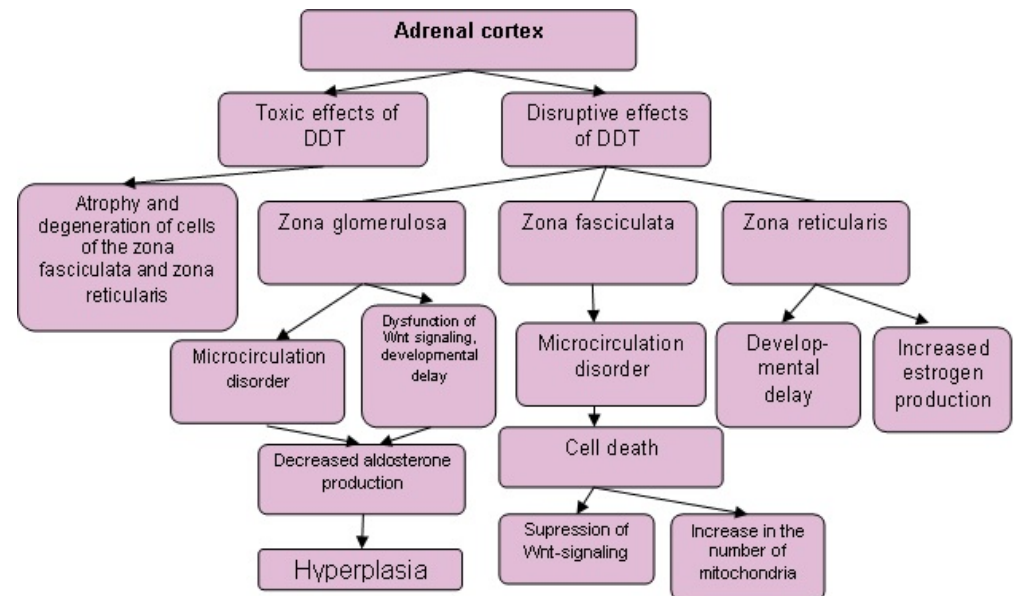 Adrenal cortex
Toxic effects of
DDT
Disruptive effects
of DDT
Atrophy and
degeneration of cells
of the zona
fasciculata and zona
reticularis
Zona glomerulosa
Zona fasciculata
Zona reticularis
Microcirculation
disorder
Dysfunction of
Wnt signaling,
developmental
delay
Microcirculation
disorder
Develop-
mental
delay
Increased
estrogen
production
Decreased aldosterone
production
Cell death
Hyperplasia
Supression of
Wnt-signaling
Increase in the
number of
mitochondria